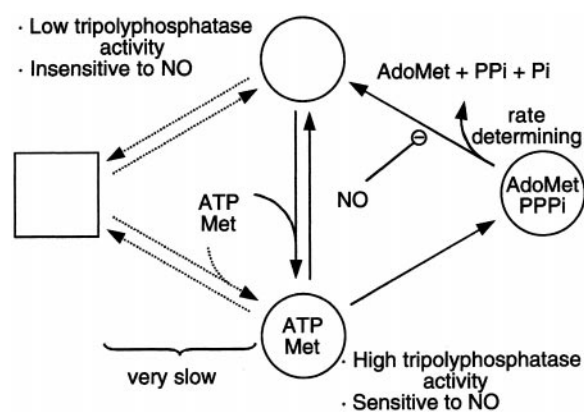 · Low tripolyphosphatase
activity
· Insensitive to NO
AdoMet + PPi + Pi
rate
determining
NO
⊖
AdoMet
PPPi
ATP
Met
ATP
Met
very slow
· High tripolyphosphatase
activity
· Sensitive to NO